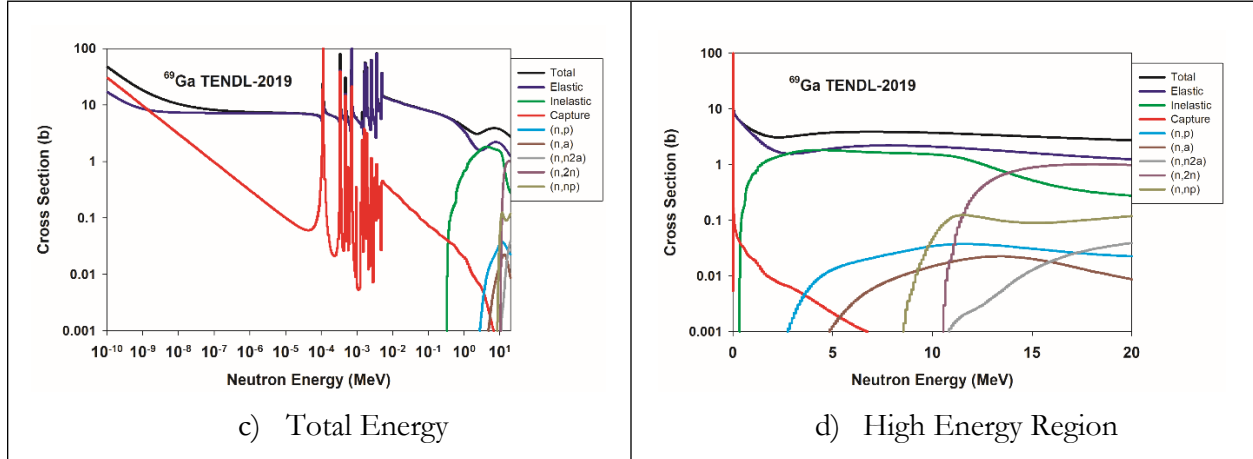 100
10
1
0.1
0.01
0.001
Cross Section (b)
⁶⁹Ga TENDL-2019
Total
Elastic
Inelastic
Capture
(n,p)
(n,a)
(n,n2a)
(n,2n)
(n,np)
10⁻¹⁰ 10⁻⁹ 10⁻⁸ 10⁻⁷ 10⁻⁶ 10⁻⁵ 10⁻⁴ 10⁻³ 10⁻² 10⁻¹ 10⁰ 10¹
Neutron Energy (MeV)
c) Total Energy
100
10
1
0.1
0.01
0.001
Cross Section (b)
⁶⁹Ga TENDL-2019
Total
Elastic
Inelastic
Capture
(n,p)
(n,a)
(n,n2a)
(n,2n)
(n,np)
0 5 10 15 20
Neutron Energy (MeV)
d) High Energy Region